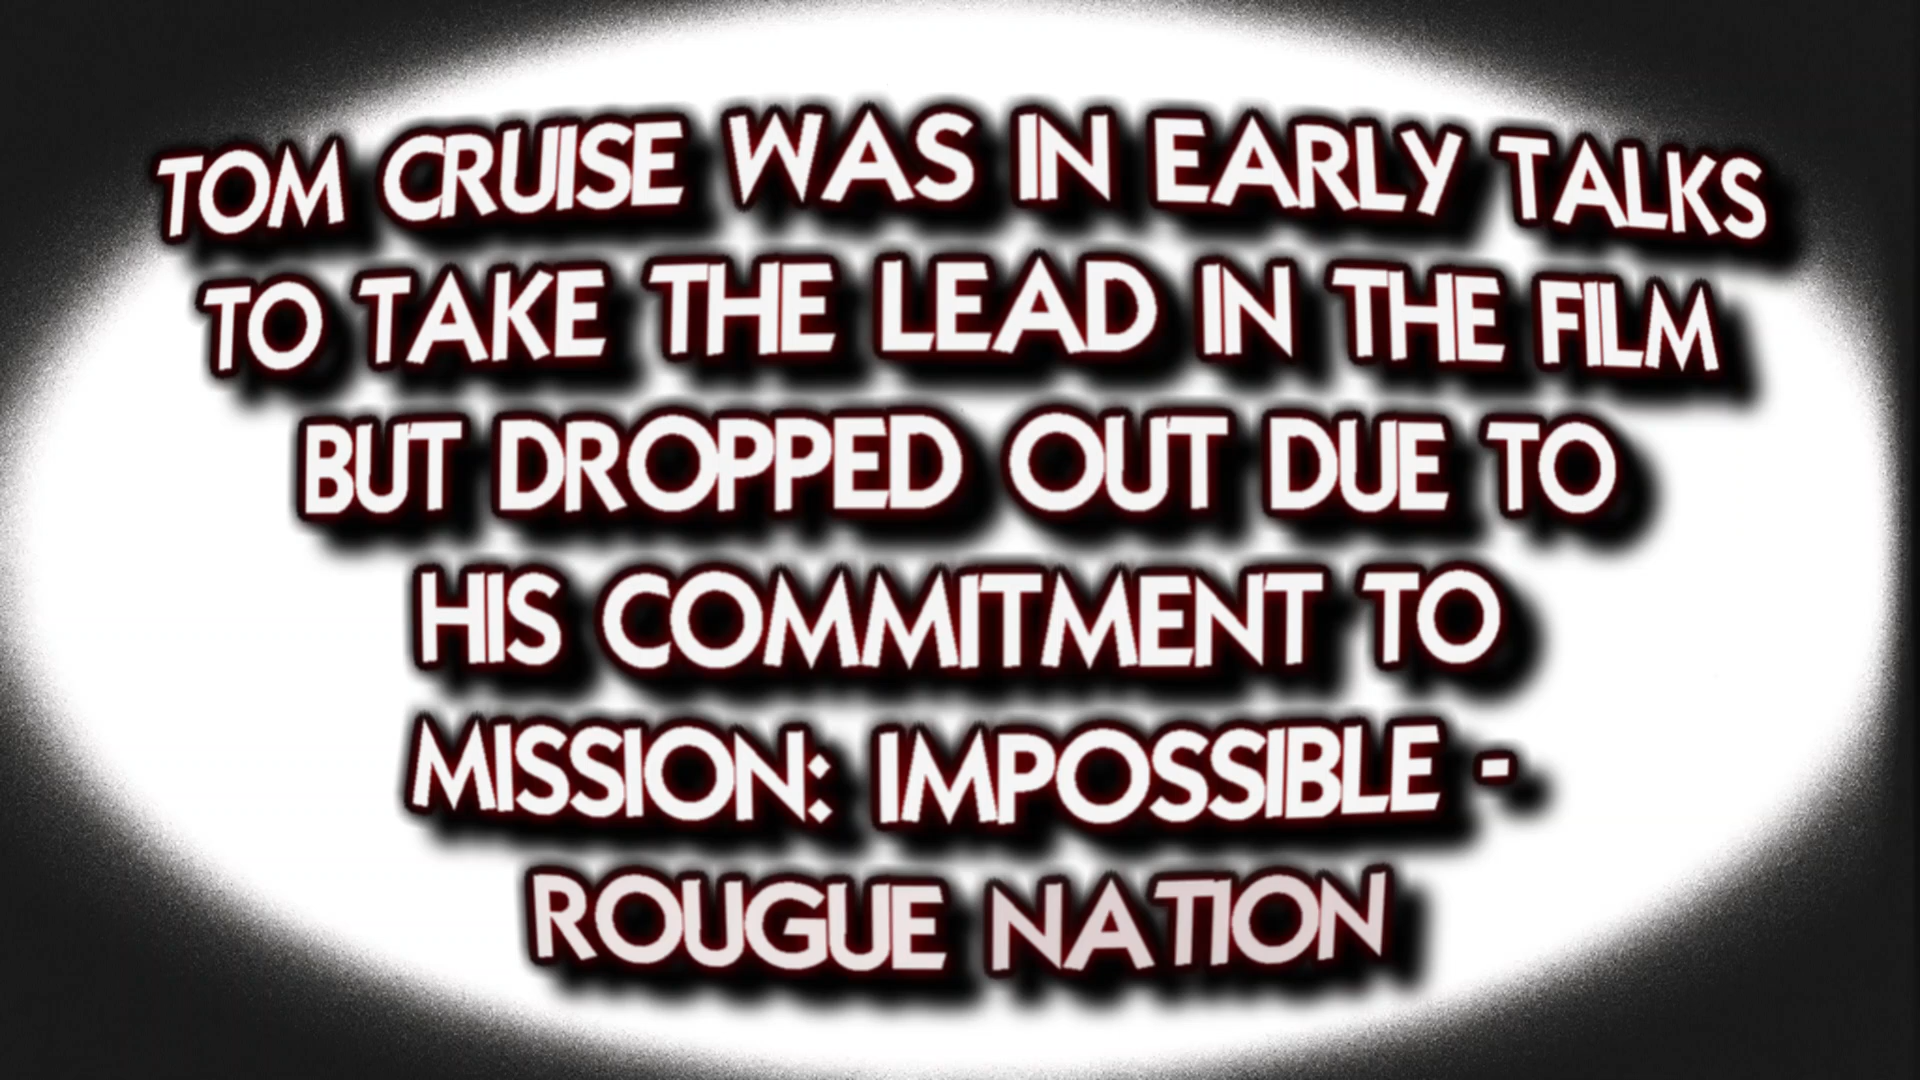 TOM CRUISE WAS IN EARLY TALKS
TO TAKE THE LEAD IN THE FILM
BUT DROPPED OUT DUE TO
HIS COMMITMENT TO
MISSION: IMPOSSIBLE -
ROUGUE NATION